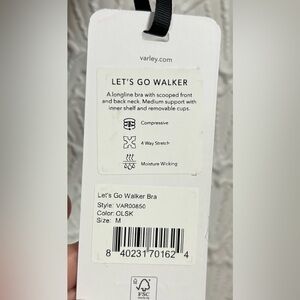 varley.com
LET'S GO WALKER
A longline bra with scooped front
and back neck. Medium support with
inner shelf and removable cups.
Compressive
4 Way Stretch
Moisture Wicking
Let's Go Walker Bra
Style: VAR00850
Color: OLSK
Size: M
8 40231 70162 4
FSC